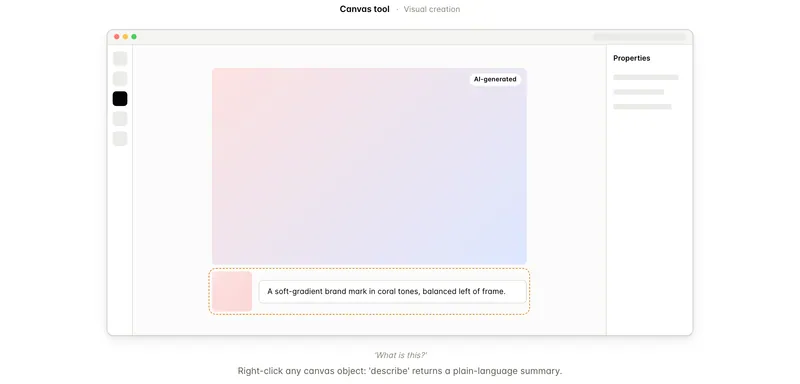 Canvas tool · Visual creation
Properties
AI-generated
A soft-gradient brand mark in coral tones, balanced left of frame.
'What is this?'
Right-click any canvas object: 'describe' returns a plain-language summary.